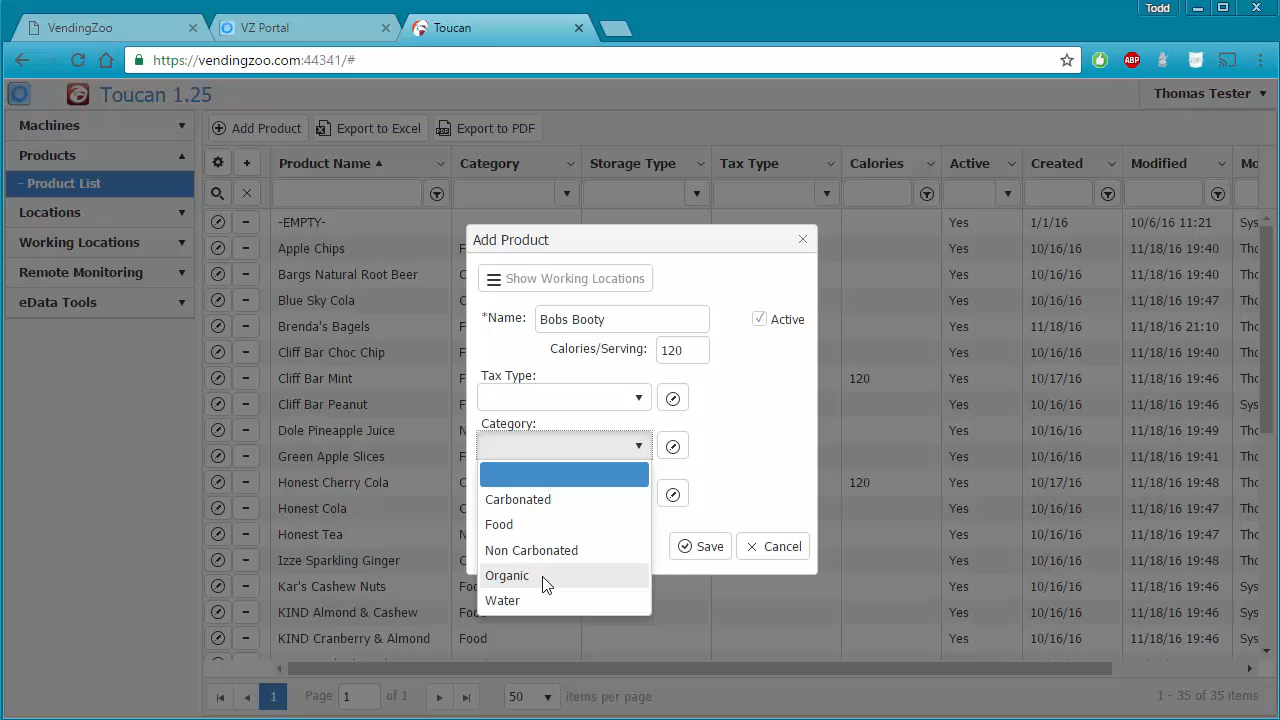 Todd
VendingZoo
VZ Portal
Toucan
https://vendingzoo.com:44341/#
ABP
Toucan 1.25
Thomas Tester
Machines
Products
- Product List
Locations
Working Locations
Remote Monitoring
eData Tools
Add Product
Export to Excel
Export to PDF
Product Name Category Storage Type Tax Type Calories Active Created Modified Mo
-EMPTY- Yes 1/1/16 10/6/16 11:21 Sys
Apple Chips F Yes 10/16/16 11/18/16 19:40 Tho
Bargs Natural Root Beer C Yes 10/16/16 11/18/16 19:40 Tho
Blue Sky Cola C Yes 10/16/16 11/18/16 19:47 Tho
Brenda's Bagels F Yes 11/18/16 11/18/16 21:10 Sys
Cliff Bar Choc Chip F Yes 10/16/16 11/18/16 19:40 Tho
Cliff Bar Mint F 120 Yes 10/17/16 11/18/16 19:46 Tho
Cliff Bar Peanut F Yes 10/16/16 11/18/16 19:46 Tho
Dole Pineapple Juice N Yes 10/16/16 11/18/16 19:49 Tho
Green Apple Slices F Yes 10/16/16 11/18/16 19:41 Tho
Honest Cherry Cola C 120 Yes 10/17/16 11/18/16 19:48 Tho
Honest Cola C Yes 10/16/16 11/18/16 19:48 Tho
Honest Tea N Yes 10/16/16 11/18/16 19:48 Tho
Izze Sparkling Ginger C Yes 10/16/16 11/18/16 19:48 Tho
Kar's Cashew Nuts Foo Yes 10/16/16 11/18/16 19:46 Sys
KIND Almond & Cashew Foo Yes 10/16/16 11/18/16 19:46 Sys
KIND Cranberry & Almond Food Yes 10/16/16 11/18/16 19:46 Sys
Add Product
Show Working Locations
*Name: Bobs Booty Active
Calories/Serving: 120
Tax Type:
Category:
Carbonated
Food
Non Carbonated
Organic
Water
Save
Cancel
1 Page 1 of 1 50 items per page 1 - 35 of 35 items